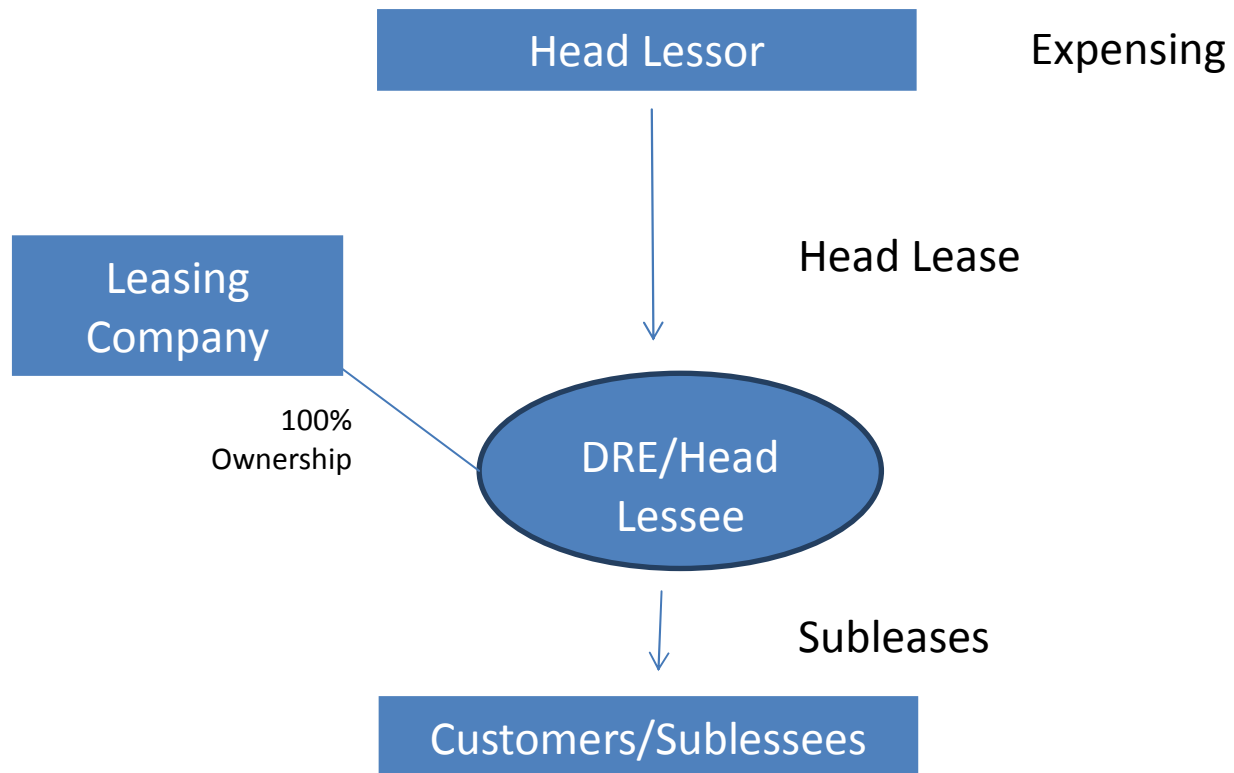 Head Lessor
Expensing
Head Lease
Leasing
Company
100%
Ownership
DRE/Head
Lessee
Subleases
Customers/Sublessees